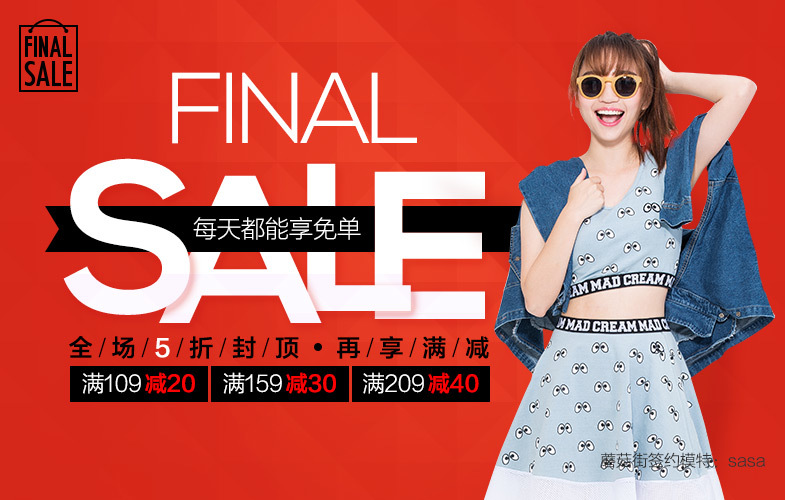 FINAL
SALE
FINAL
SALE
每天都能享免单
全/场/5/折/封/顶·再/享/满/减
满109减20 满159减30 满209减40
AM MAD CREAM MAD
M MAD CREAM MAD C
蘑菇街签约模特：sasa